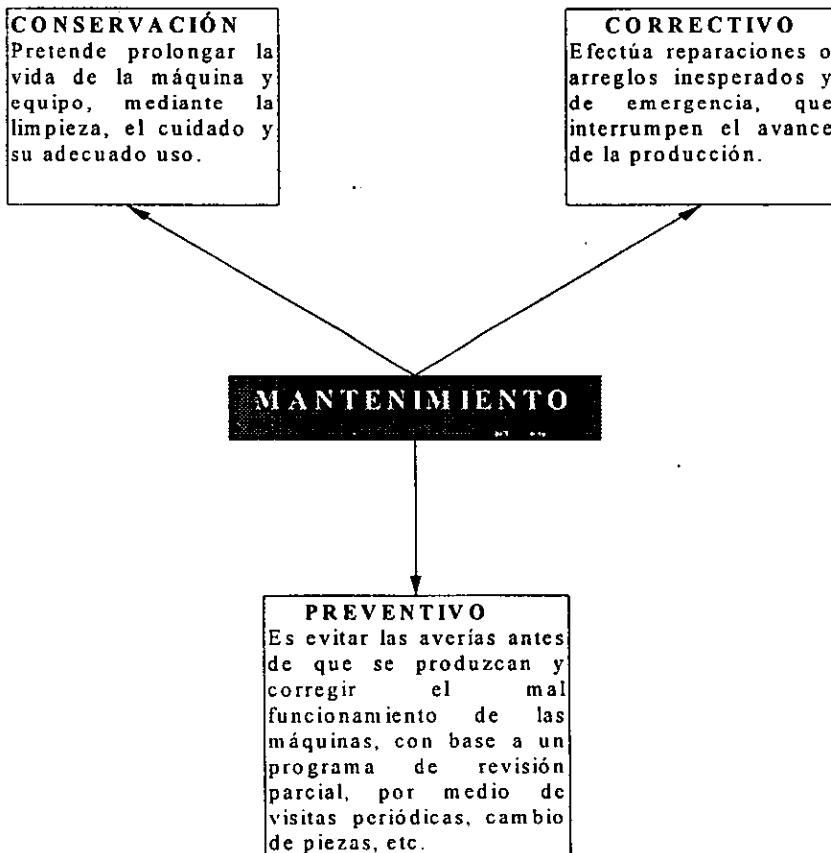 CONSERVACIÓN
Pretende prolongar la
vida de la máquina y
equipo, mediante la
limpieza, el cuidado y
su adecuado uso.
CORRECTIVO
Efectúa reparaciones o
arreglos inesperados y
de emergencia, que
interrumpen el avance
de la producción.
MANTENIMIENTO
PREVENTIVO
Es evitar las averías antes
de que se produzcan y
corregir el mal
funcionamiento de las
máquinas, con base a un
programa de revisión
parcial, por medio de
visitas periódicas, cambio
de piezas, etc.